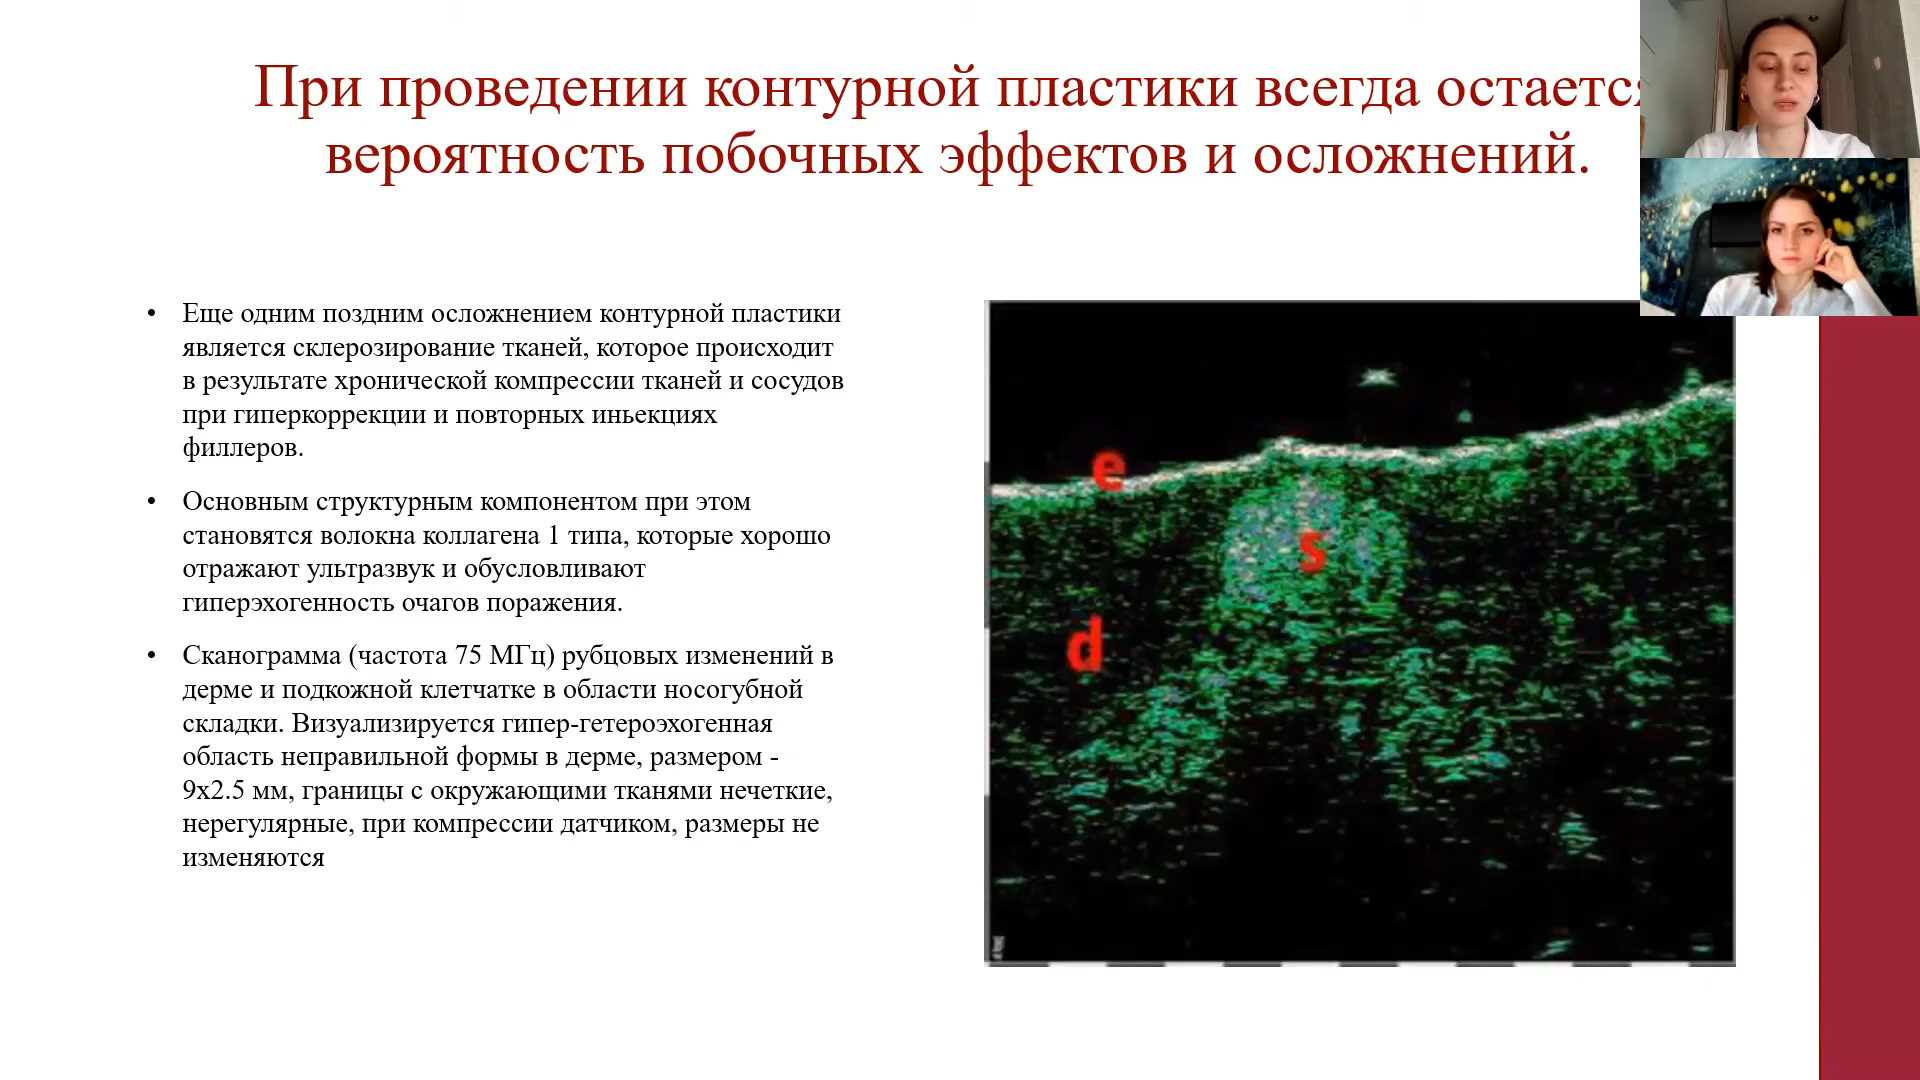 При проведении контурной пластики всегда остается
вероятность побочных эффектов и осложнений.
• Еще одним поздним осложнением контурной пластики
является склерозирование тканей, которое происходит
в результате хронической компрессии тканей и сосудов
при гиперкоррекции и повторных иньекциях
филлеров.
• Основным структурным компонентом при этом
становятся волокна коллагена 1 типа, которые хорошо
отражают ультразвук и обусловливают
гиперэхогенность очагов поражения.
• Сканограмма (частота 75 МГц) рубцовых изменений в
дерме и подкожной клетчатке в области носогубной
складки. Визуализируется гипер-гетероэхогенная
область неправильной формы в дерме, размером -
9х2.5 мм, границы с окружающими тканями нечеткие,
нерегулярные, при компрессии датчиком, размеры не
изменяются
e
s
d